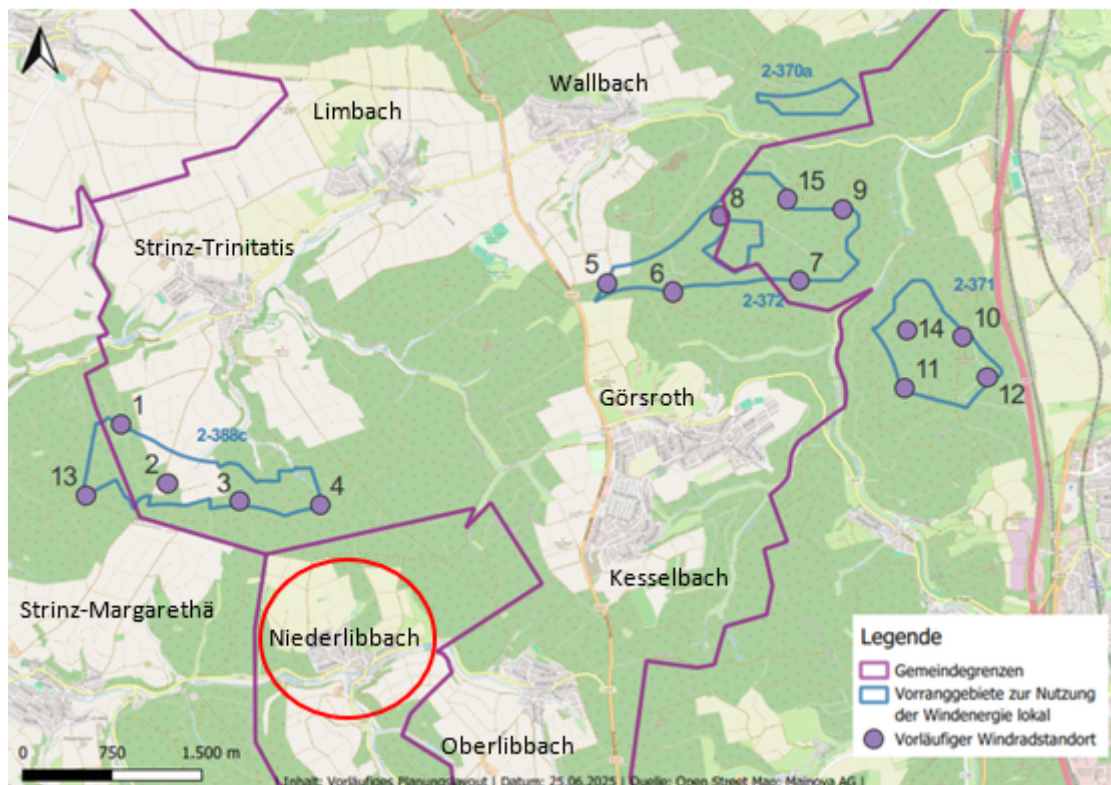 Wallbach
2-370a
Limbach
15
9
8
Strinz-Trinitatis
5
6
7
2-372
2-371
14
10
11
12
Görsroth
1
2-388c
2
13
3
4
Kesselbach
Strinz-Margarethä
Niederlibbach
Oberlibbach
Legende
Gemeindegrenzen
Vorranggebiete zur Nutzung
der Windenergie lokal
Vorläufiger Windradstandort
0 750 1.500 m
| Inhalt: Vorläufiges Planungslayout | Datum: 25.06.2025 | Quelle: Open Street Map; Mainova AG |